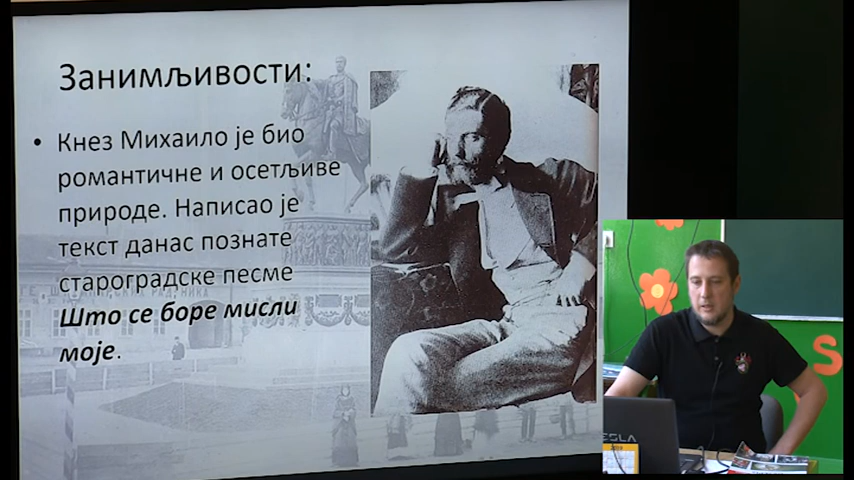 Занимљивости:
• Кнез Михаило је био
романтичне и осетљиве
природе. Написао је
текст данас познате
староградске песме
Што се боре мисли
моје.
S